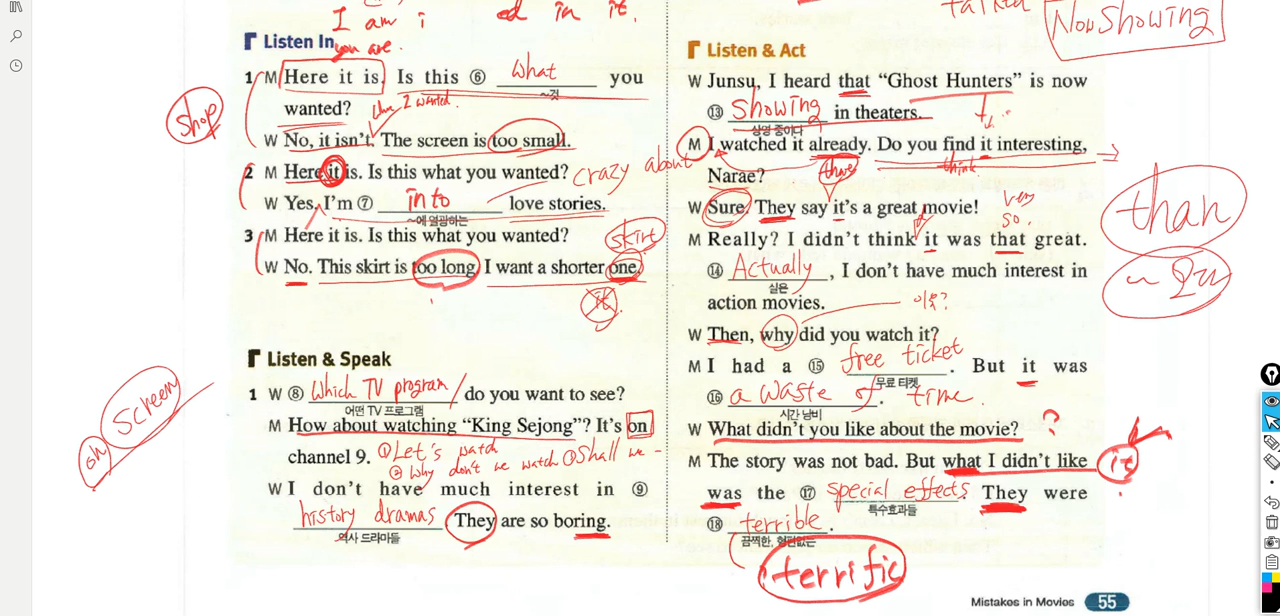 I am i ed in it.
you are.
talked
Now Showing
Listen In
1 M Here it is. Is this ⑥ what you
~것
wanted?
shop
W No, it isn't. The screen is too small.
2 M Here it is. Is this what you wanted?
crazy about
W Yes. I'm ⑦ into love stories.
~에 열광하는
3 M Here it is. Is this what you wanted?
skirt
W No. This skirt is too long. I want a shorter one.
it
Listen & Speak
1 W ⑧ Which TV program do you want to see?
어떤 TV 프로그램
on screen
M How about watching "King Sejong"? It's on
channel 9. ① Let's watch
② Why don't we watch ③ Shall we ~
W I don't have much interest in ⑨
history dramas. They are so boring.
역사 드라마들
Listen & Act
W Junsu, I heard that "Ghost Hunters" is now
⑬ showing in theaters.
상영 중이다
M I watched it already. Do you find it interesting,
think
Narae?
W Sure. They say it's a great movie!
very
so.
M Really? I didn't think it was that great.
than
⑭ Actually, I don't have much interest in
실은
action movies.
W Then, why did you watch it?
M I had a ⑮ free ticket. But it was
무료 티켓
⑯ a waste of time.
시간 낭비
W What didn't you like about the movie? ?
M The story was not bad. But what I didn't like
it
was the ⑰ special effects. They were
특수효과들
⑱ terrible.
끔찍한, 형편없는
terrific
Mistakes in Movies 55